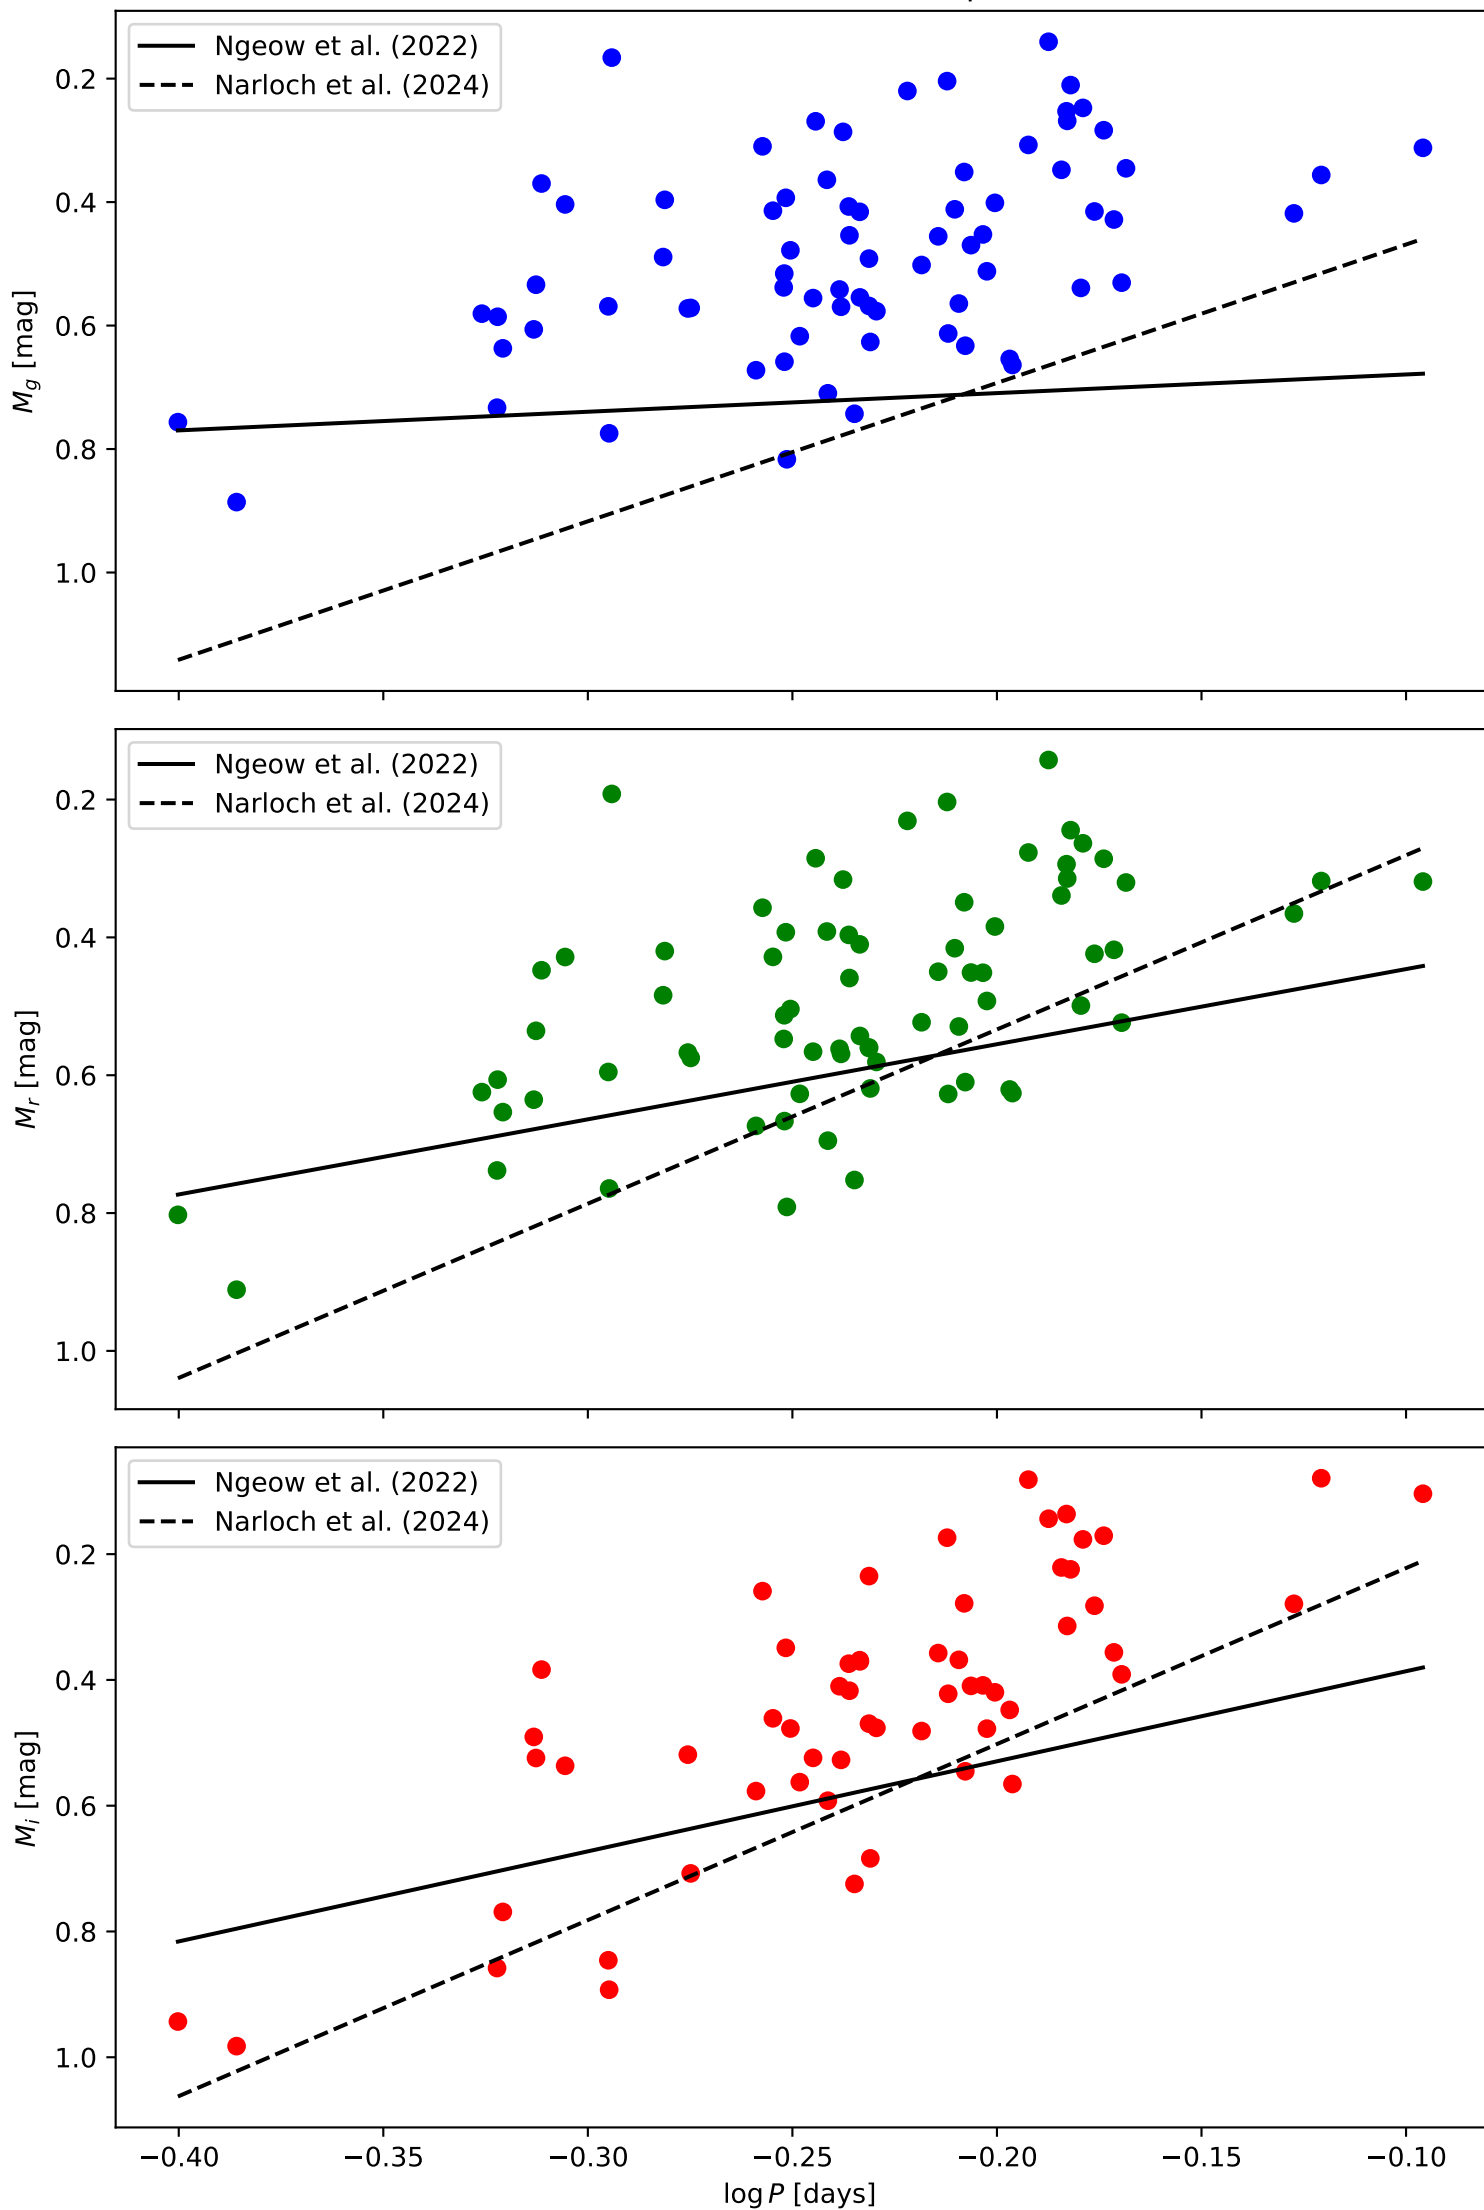 Ngeow et al. (2022)
Narloch et al. (2024)
0.2
0.4
0.6
0.8
1.0
M_g [mag]
Ngeow et al. (2022)
Narloch et al. (2024)
0.2
0.4
0.6
0.8
1.0
M_r [mag]
Ngeow et al. (2022)
Narloch et al. (2024)
0.2
0.4
0.6
0.8
1.0
M_i [mag]
−0.40 −0.35 −0.30 −0.25 −0.20 −0.15 −0.10
log P [days]